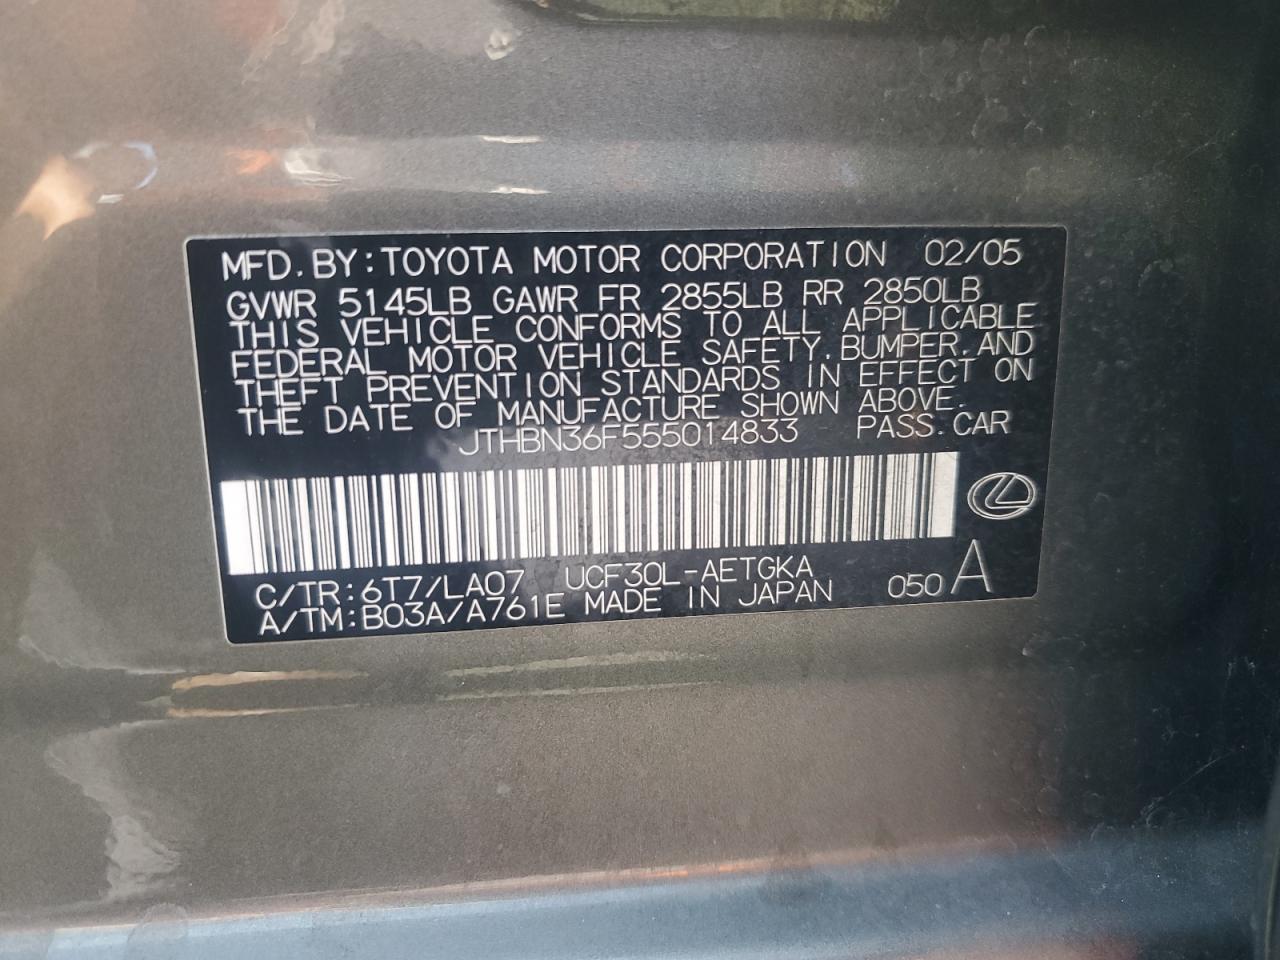 MFD. BY: TOYOTA MOTOR CORPORATION 02/05
GVWR 5145LB GAWR FR 2855LB RR 2850LB
THIS VEHICLE CONFORMS TO ALL APPLICABLE
FEDERAL MOTOR VEHICLE SAFETY, BUMPER, AND
THEFT PREVENTION STANDARDS IN EFFECT ON
THE DATE OF MANUFACTURE SHOWN ABOVE.
JTHBN36F555014833 PASS. CAR
C/TR: 6T7/LA07 UCF30L-AETGKA
A/TM: B03A/A761E MADE IN JAPAN 050 A